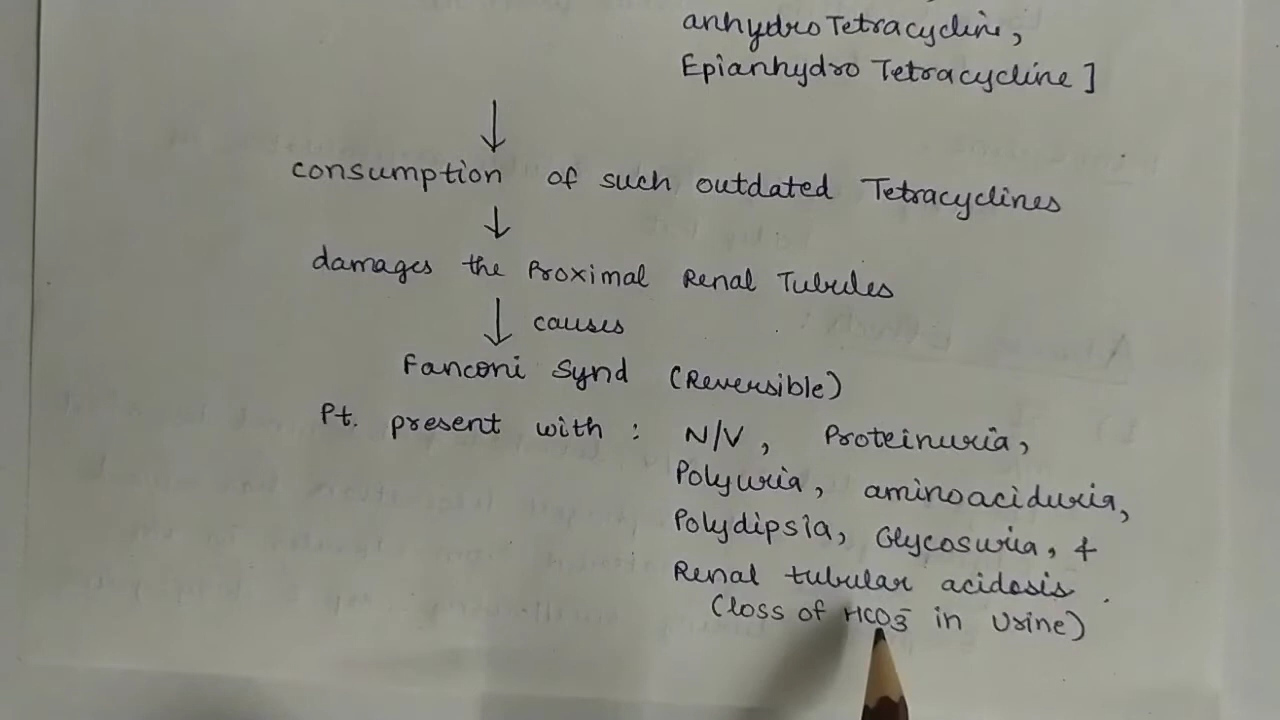 anhydro Tetracycline,
Epianhydro Tetracycline ]
↓
consumption of such outdated Tetracyclines
↓
damages the Proximal Renal Tubules
↓ causes
Fanconi Synd (Reversible)
Pt. present with : N/V, Proteinuria,
Polyuria, aminoaciduria,
Polydipsia, Glycosuria, &
Renal tubular acidosis.
(loss of HCO3⁻ in Urine)